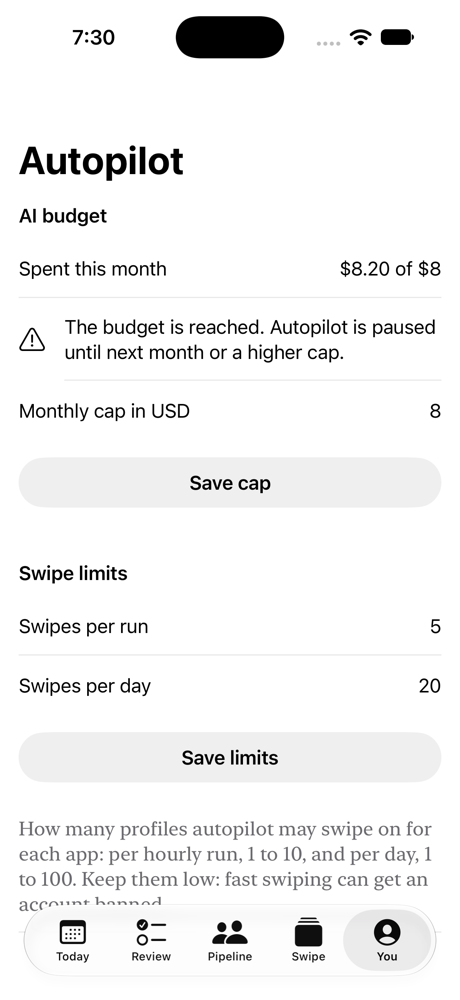 7:30
Autopilot
AI budget
Spent this month
$8.20 of $8
The budget is reached. Autopilot is paused
until next month or a higher cap.
Monthly cap in USD
8
Save cap
Swipe limits
Swipes per run
5
Swipes per day
20
Save limits
How many profiles autopilot may swipe on for
each app: per hourly run, 1 to 10, and per day, 1
to 100. Keep them low: fast swiping can get an
account banned
Today
Review
Pipeline
Swipe
You